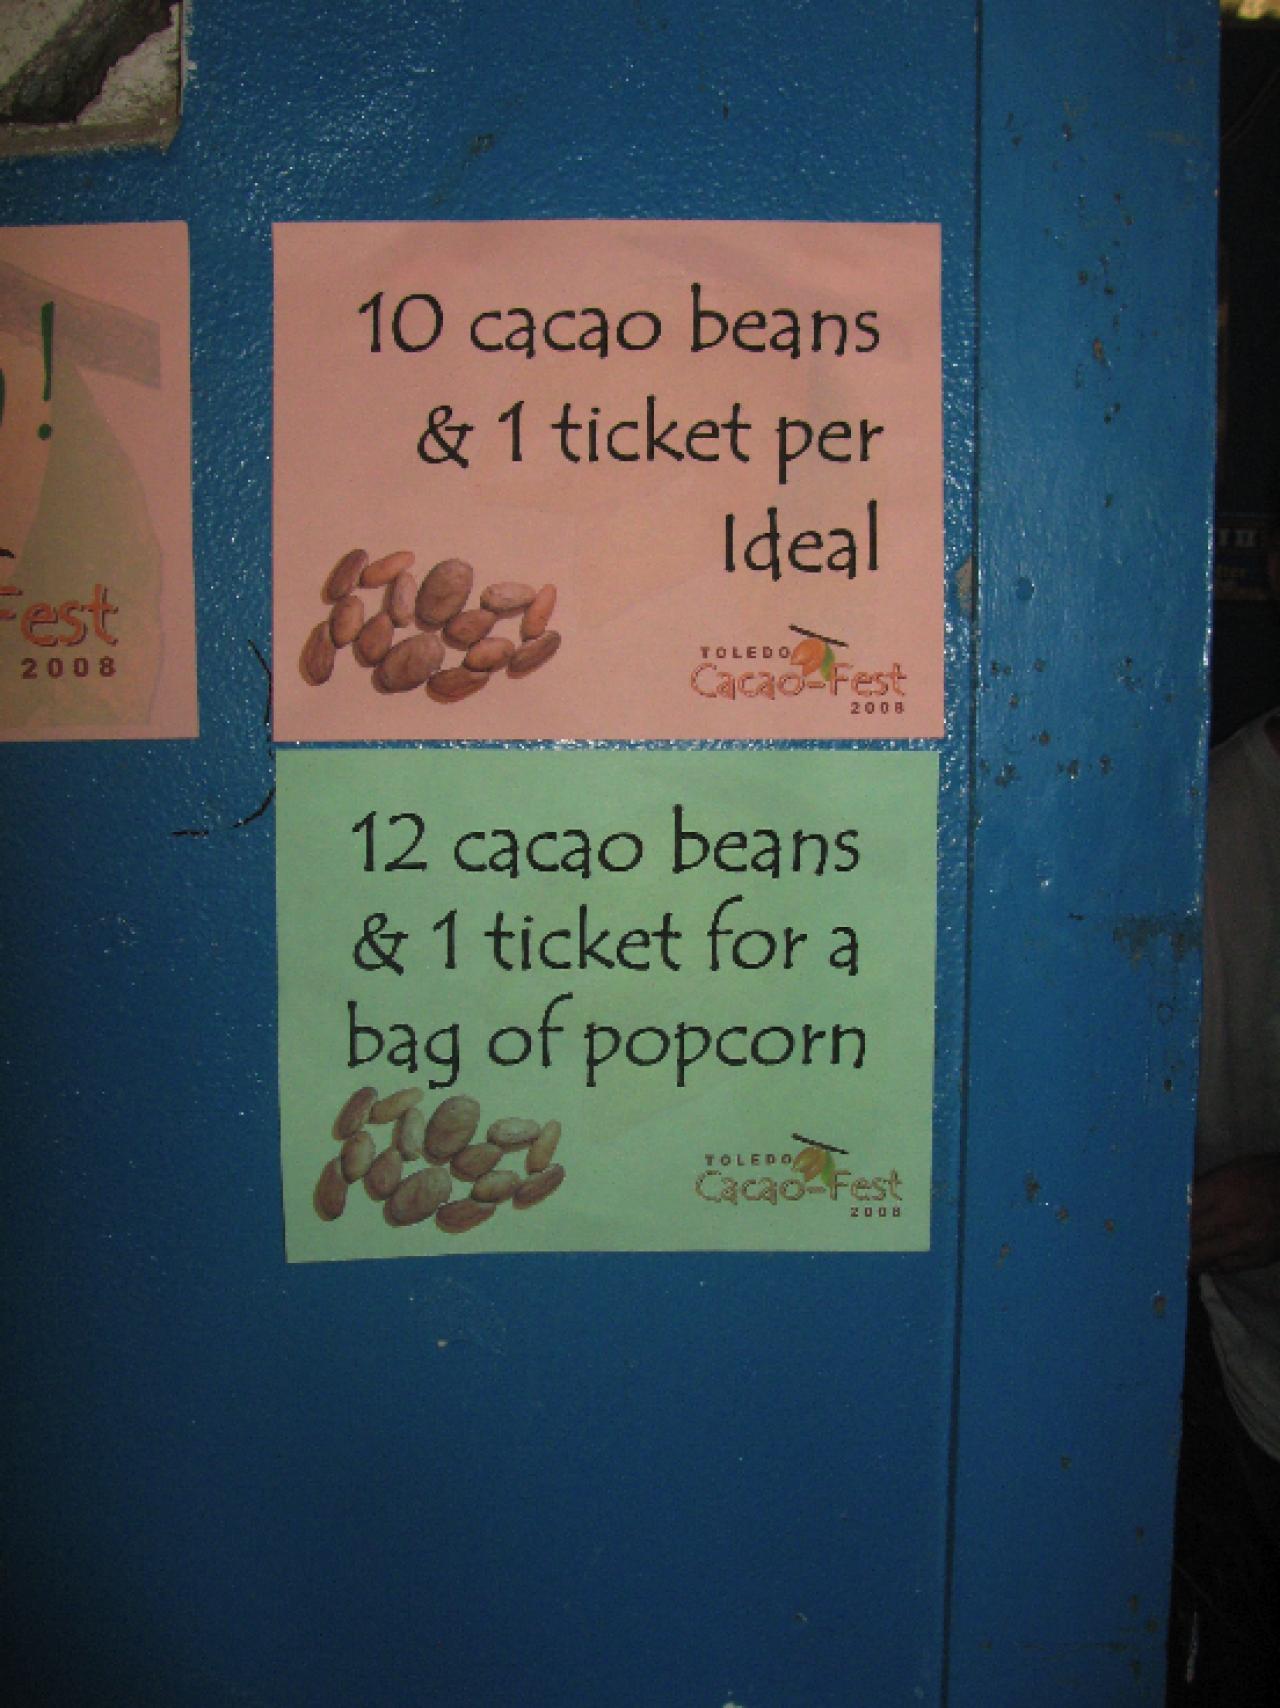 !
Fest
2008
10 cacao beans
& 1 ticket per
Ideal
TOLEDO
Cacao-Fest
2008
12 cacao beans
& 1 ticket for a
bag of popcorn
TOLEDO
Cacao-Fest
2008